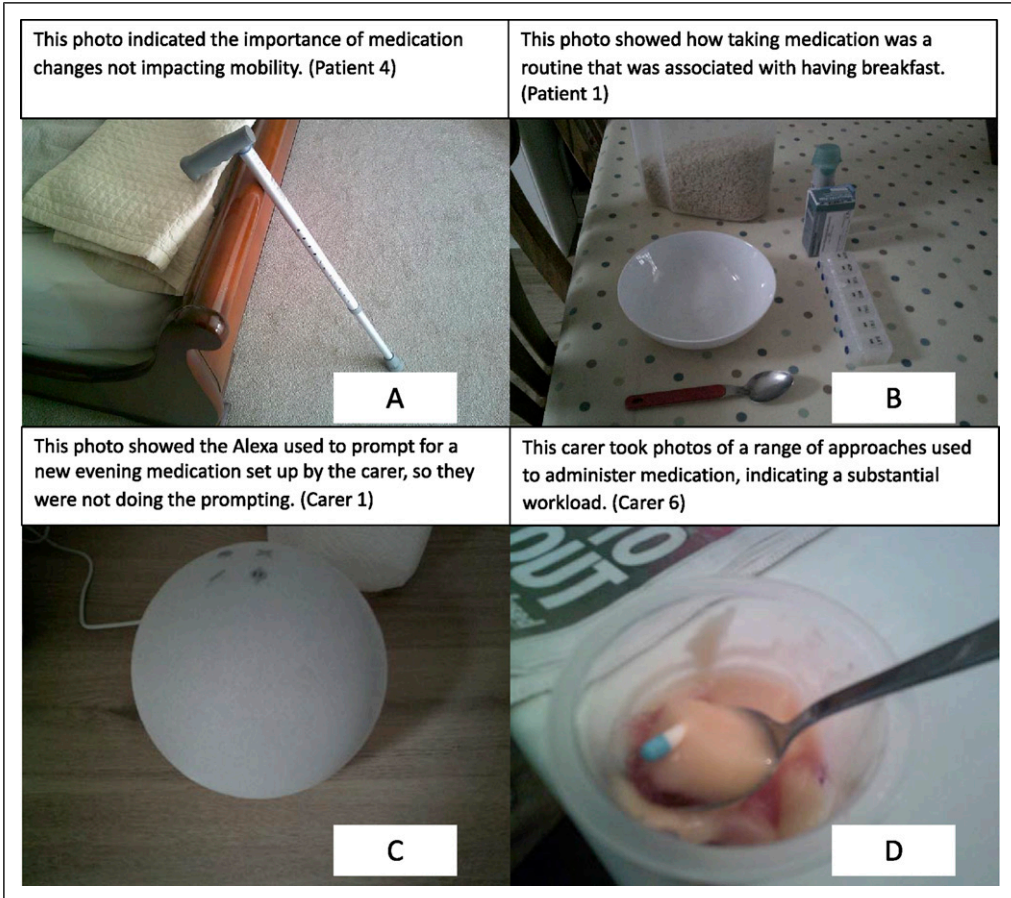 This photo indicated the importance of medication
changes not impacting mobility. (Patient 4)
This photo showed how taking medication was a
routine that was associated with having breakfast.
(Patient 1)
A
B
This photo showed the Alexa used to prompt for a
new evening medication set up by the carer, so they
were not doing the prompting. (Carer 1)
This carer took photos of a range of approaches used
to administer medication, indicating a substantial
workload. (Carer 6)
OUT
C
D